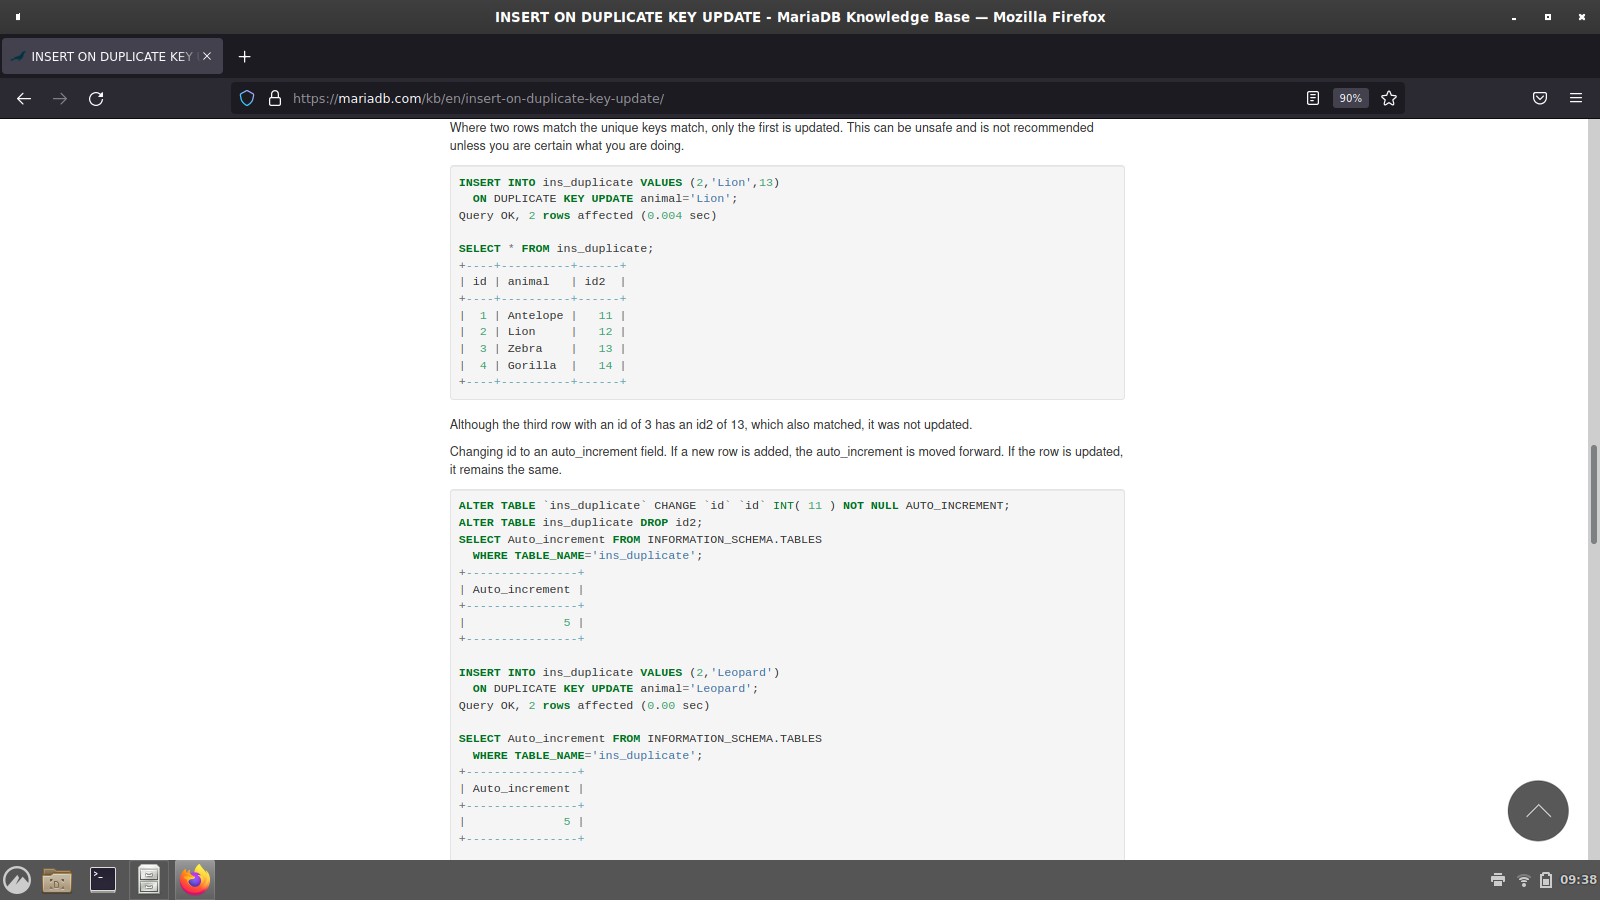 INSERT ON DUPLICATE KEY UPDATE - MariaDB Knowledge Base — Mozilla Firefox
INSERT ON DUPLICATE KEY
https://mariadb.com/kb/en/insert-on-duplicate-key-update/
90%
Where two rows match the unique keys match, only the first is updated. This can be unsafe and is not recommended
unless you are certain what you are doing.
INSERT INTO ins_duplicate VALUES (2,'Lion',13)
  ON DUPLICATE KEY UPDATE animal='Lion';
Query OK, 2 rows affected (0.004 sec)
SELECT * FROM ins_duplicate;
+----+----------+------+
| id | animal   | id2  |
+----+----------+------+
|  1 | Antelope |   11 |
|  2 | Lion     |   12 |
|  3 | Zebra    |   13 |
|  4 | Gorilla  |   14 |
+----+----------+------+
Although the third row with an id of 3 has an id2 of 13, which also matched, it was not updated.
Changing id to an auto_increment field. If a new row is added, the auto_increment is moved forward. If the row is updated,
it remains the same.
ALTER TABLE `ins_duplicate` CHANGE `id` `id` INT( 11 ) NOT NULL AUTO_INCREMENT;
ALTER TABLE ins_duplicate DROP id2;
SELECT Auto_increment FROM INFORMATION_SCHEMA.TABLES
  WHERE TABLE_NAME='ins_duplicate';
+----------------+
| Auto_increment |
+----------------+
|              5 |
+----------------+
INSERT INTO ins_duplicate VALUES (2,'Leopard')
  ON DUPLICATE KEY UPDATE animal='Leopard';
Query OK, 2 rows affected (0.00 sec)
SELECT Auto_increment FROM INFORMATION_SCHEMA.TABLES
  WHERE TABLE_NAME='ins_duplicate';
+----------------+
| Auto_increment |
+----------------+
|              5 |
+----------------+
09:38